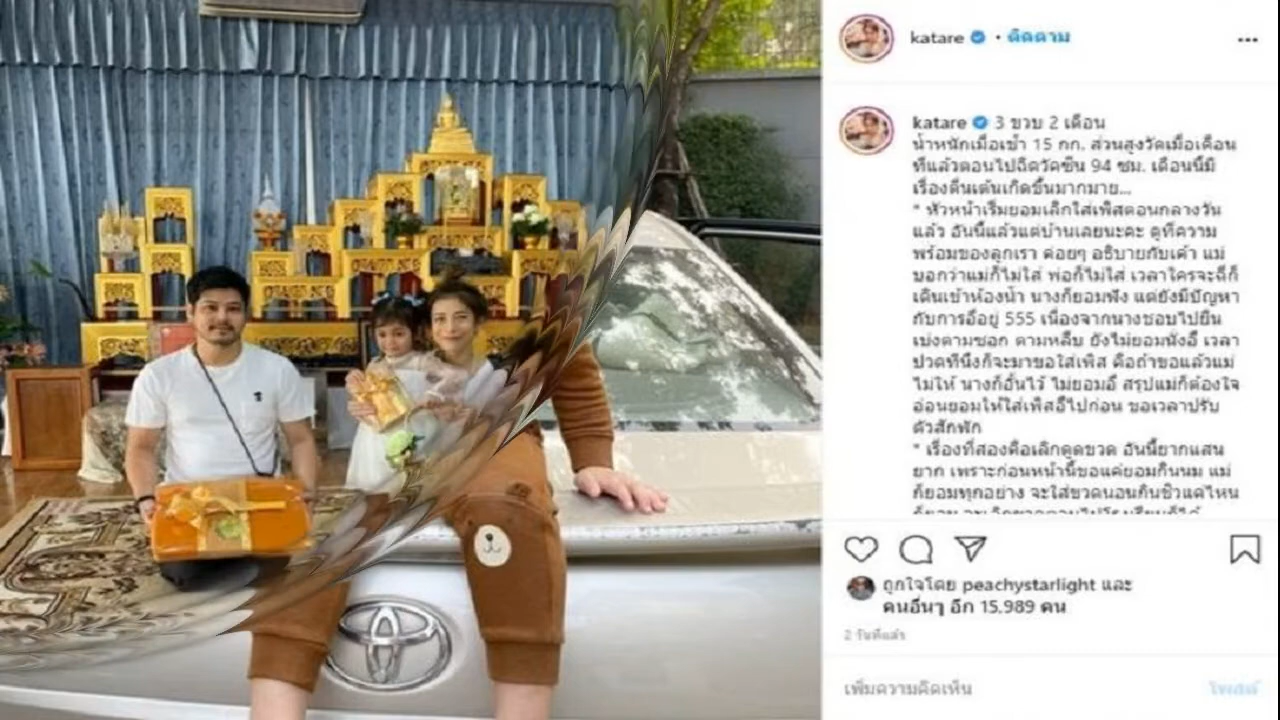 katare • ติดตาม
katare 3 ขวบ 2 เดือน
น้ำหนักเมื่อเช้า 15 กก. ส่วนสูงวัดเมื่อเดือน
ที่แล้วตอนไปฉีดวัคซีน 94 ซม. เดือนนี้มี
เรื่องตื่นเต้นเกิดขึ้นมากมาย...
* หัวหน้าเริ่มยอมเลิกใส่เพิสตอนกลางวัน
แล้ว อันนี้แล้วแต่บ้านเลยนะคะ ดูที่ความ
พร้อมของลูกเรา ค่อยๆ อธิบายกับเค้า แม่
บอกว่าแม่ก็ไม่ใส่ พ่อก็ไม่ใส่ เวลาใครจะฉี่ก็
เดินเข้าห้องน้ำ นางก็ยอมฟัง แต่ยังมีปัญหา
กับการอึอยู่ 555 เนื่องจากนางชอบไปยืน
เบ่งตามซอก ตามหลืบ ยังไม่ยอมนั่งอึ เวลา
ปวดทีนึงก็จะมาขอใส่เพิส คือถ้าขอแล้วแม่
ไม่ให้ นางก็อั้นไว้ ไม่ยอมอึ สรุปแม่ก็ต้องใจ
อ่อนยอมให้ใส่เพิสอึไปก่อน ขอเวลาปรับ
ตัวสักพัก
* เรื่องที่สองคือเลิกดูดขวด อันนี้ยากแสน
ยาก เพราะก่อนหน้านี้ขอแค่ยอมกินนม แม่
ก็ยอมทุกอย่าง จะใส่ขวดนอนกินชิวแค่ไหน
ถูกใจโดย peachystarlight และ
คนอื่นๆ อีก 15,989 คน
2 วันที่แล้ว
เพิ่มความคิดเห็น
โพสต์